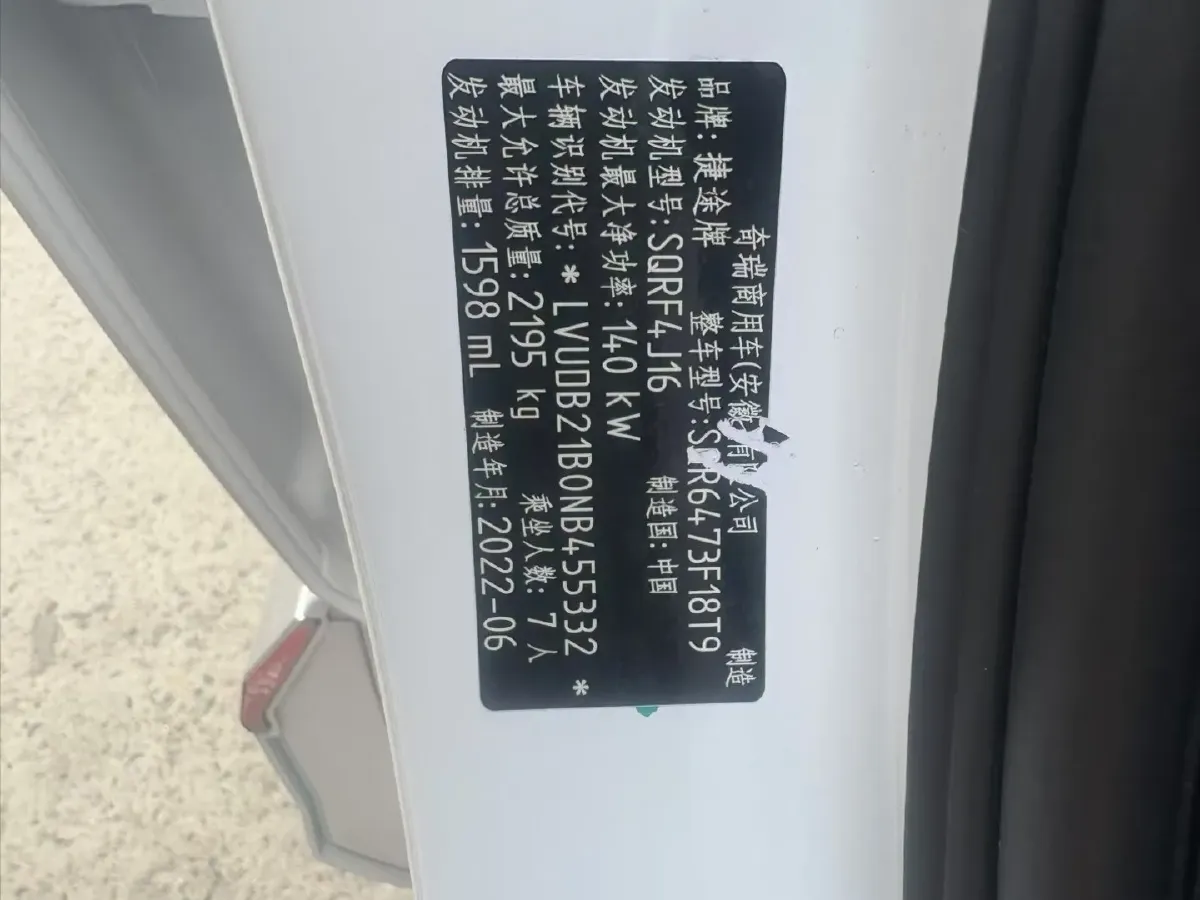 奇瑞商用车(安徽)有限公司 制造
品牌: 捷途牌 整车型号:SQR6473F18T9
发动机型号:SQRF4J16 制造国: 中国
发动机最大净功率: 140 kW
车辆识别代号: *LVUDB21B0NB455332*
最大允许总质量: 2195 kg 乘坐人数: 7 人
发动机排量: 1598 mL 制造年月: 2022-06